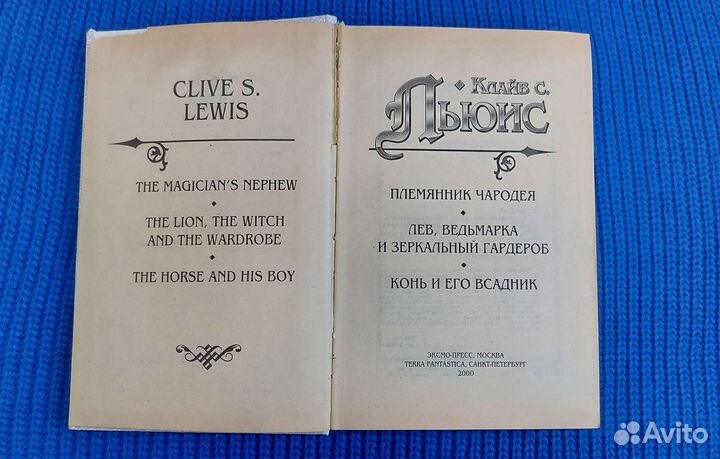 CLIVE S.
LEWIS
THE MAGICIAN'S NEPHEW
THE LION, THE WITCH
AND THE WARDROBE
THE HORSE AND HIS BOY
КЛАЙВ С.
ЛЬЮИС
ПЛЕМЯННИК ЧАРОДЕЯ
ЛЕВ, ВЕДЬМАРКА
И ЗЕРКАЛЬНЫЙ ГАРДЕРОБ
КОНЬ И ЕГО ВСАДНИК
ЭКСМО-ПРЕСС, МОСКВА
TERRA FANTASTICA, САНКТ-ПЕТЕРБУРГ
2000
Avito